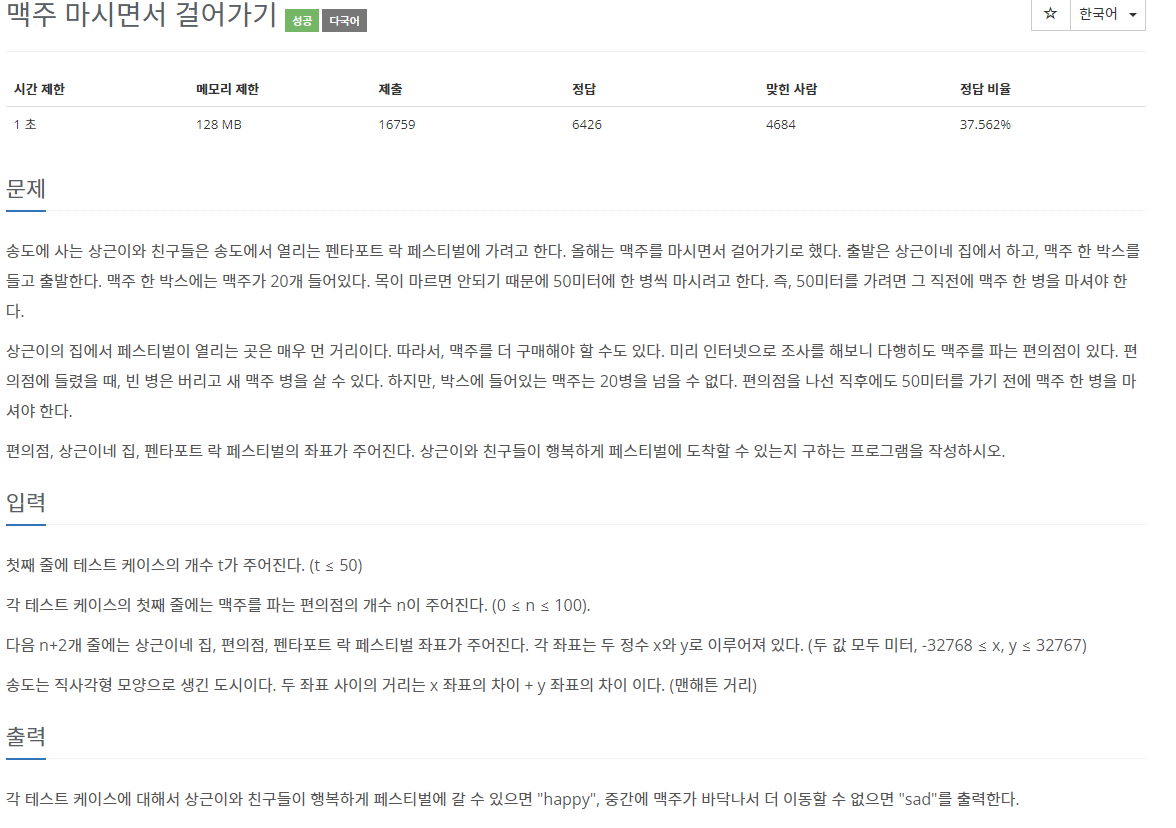 맥주 마시면서 걸어가기 성공 다국어
☆ 한국어
시간 제한 메모리 제한 제출 정답 맞힌 사람 정답 비율
1 초 128 MB 16759 6426 4684 37.562%
문제
송도에 사는 상근이와 친구들은 송도에서 열리는 펜타포트 락 페스티벌에 가려고 한다. 올해는 맥주를 마시면서 걸어가기로 했다. 출발은 상근이네 집에서 하고, 맥주 한 박스를
들고 출발한다. 맥주 한 박스에는 맥주가 20개 들어있다. 목이 마르면 안되기 때문에 50미터에 한 병씩 마시려고 한다. 즉, 50미터를 가려면 그 직전에 맥주 한 병을 마셔야 한
다.
상근이의 집에서 페스티벌이 열리는 곳은 매우 먼 거리이다. 따라서, 맥주를 더 구매해야 할 수도 있다. 미리 인터넷으로 조사를 해보니 다행히도 맥주를 파는 편의점이 있다. 편
의점에 들렸을 때, 빈 병은 버리고 새 맥주 병을 살 수 있다. 하지만, 박스에 들어있는 맥주는 20병을 넘을 수 없다. 편의점을 나선 직후에도 50미터를 가기 전에 맥주 한 병을 마
셔야 한다.
편의점, 상근이네 집, 펜타포트 락 페스티벌의 좌표가 주어진다. 상근이와 친구들이 행복하게 페스티벌에 도착할 수 있는지 구하는 프로그램을 작성하시오.
입력
첫째 줄에 테스트 케이스의 개수 t가 주어진다. (t ≤ 50)
각 테스트 케이스의 첫째 줄에는 맥주를 파는 편의점의 개수 n이 주어진다. (0 ≤ n ≤ 100).
다음 n+2개 줄에는 상근이네 집, 편의점, 펜타포트 락 페스티벌 좌표가 주어진다. 각 좌표는 두 정수 x와 y로 이루어져 있다. (두 값 모두 미터, -32768 ≤ x, y ≤ 32767)
송도는 직사각형 모양으로 생긴 도시이다. 두 좌표 사이의 거리는 x 좌표의 차이 + y 좌표의 차이 이다. (맨해튼 거리)
출력
각 테스트 케이스에 대해서 상근이와 친구들이 행복하게 페스티벌에 갈 수 있으면 "happy", 중간에 맥주가 바닥나서 더 이동할 수 없으면 "sad"를 출력한다.